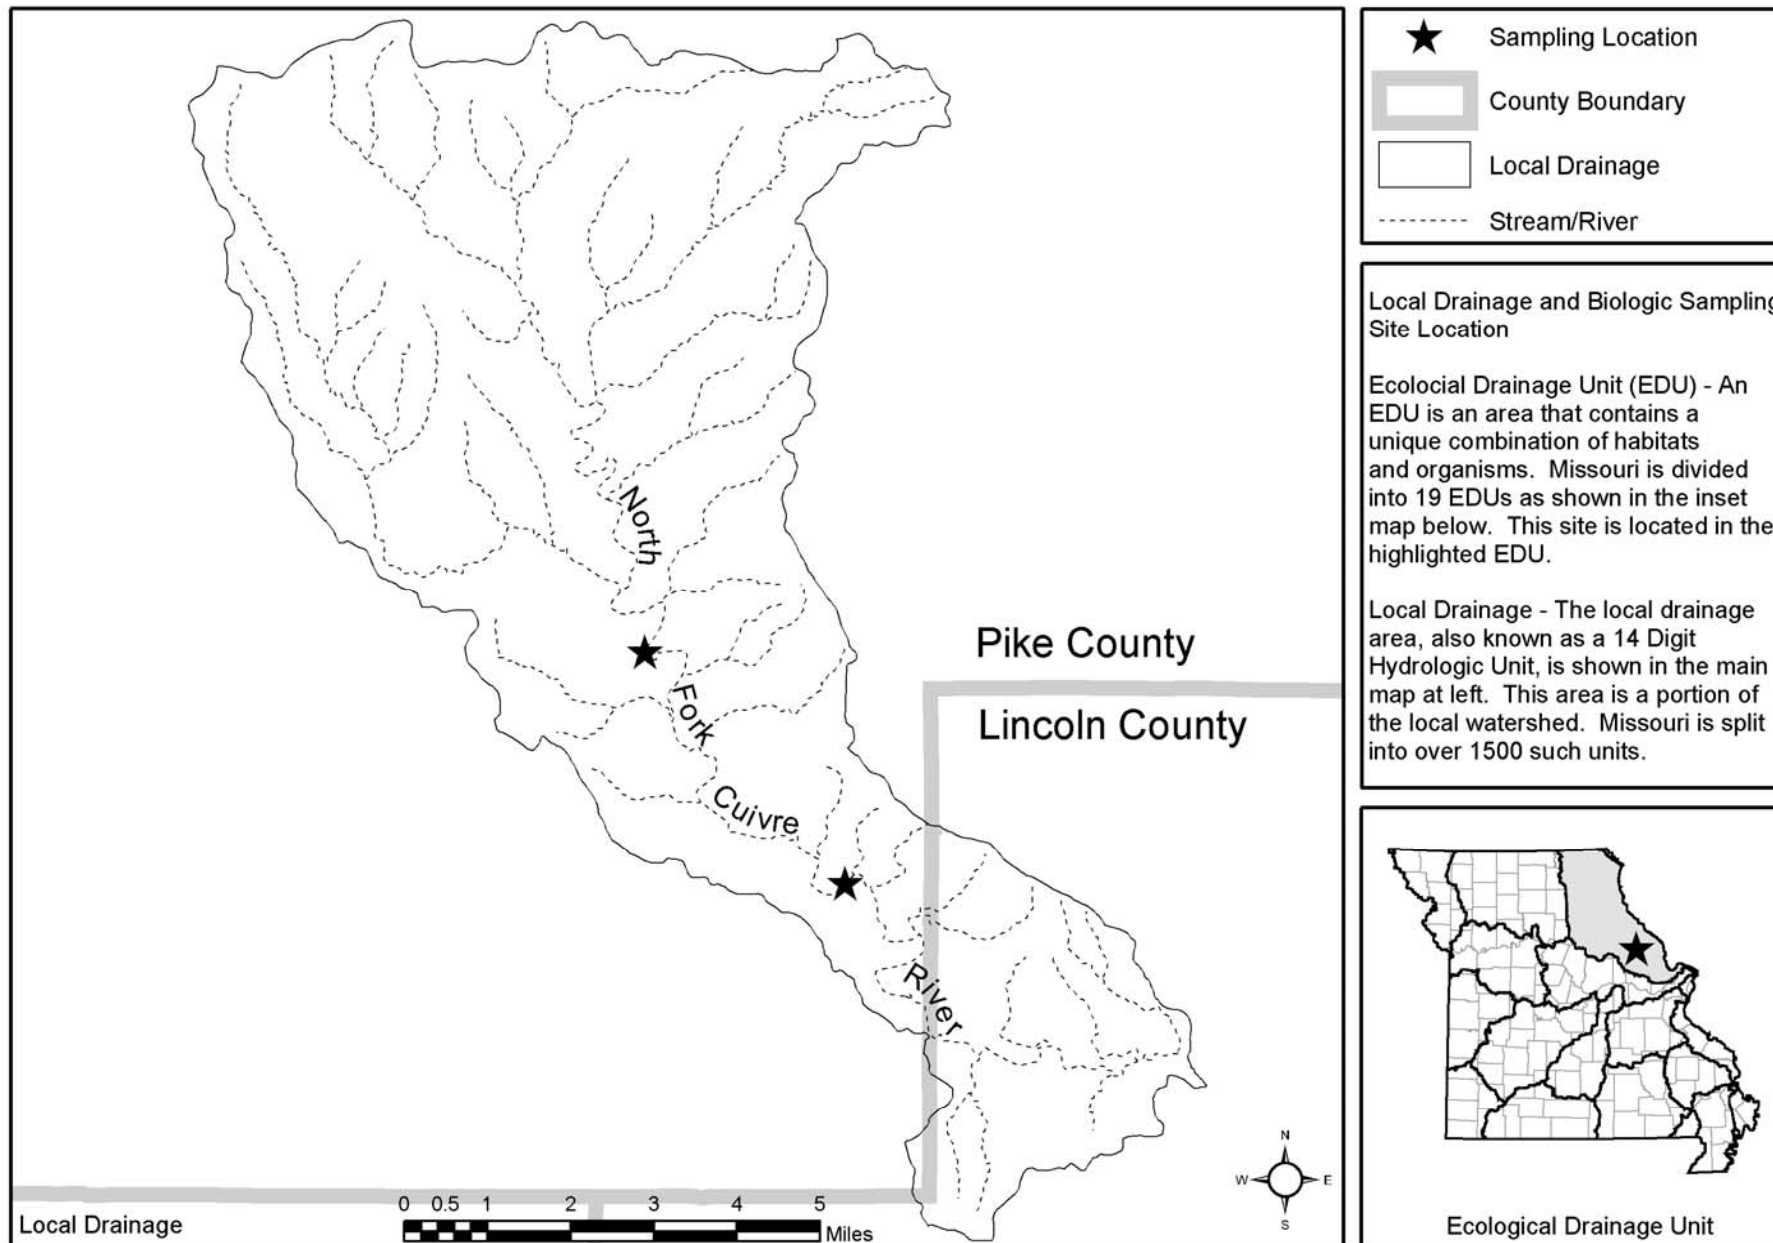 North
Fork
Cuivre
River
Pike County
Lincoln County
Local Drainage
0 0.5 1 2 3 4 5
Miles
N
W E
S
Sampling Location
County Boundary
Local Drainage
Stream/River
Local Drainage and Biologic Sampling
Site Location
Ecolocial Drainage Unit (EDU) - An
EDU is an area that contains a
unique combination of habitats
and organisms. Missouri is divided
into 19 EDUs as shown in the inset
map below. This site is located in the
highlighted EDU.
Local Drainage - The local drainage
area, also known as a 14 Digit
Hydrologic Unit, is shown in the main
map at left. This area is a portion of
the local watershed. Missouri is split
into over 1500 such units.
Ecological Drainage Unit